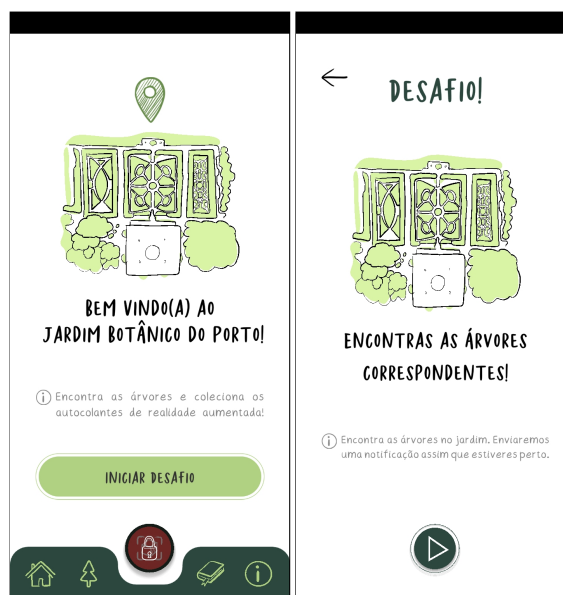 BEM VINDO(A) AO
JARDIM BOTÂNICO DO PORTO!
Encontra as árvores e coleciona os
autocolantes de realidade aumentada!
INICIAR DESAFIO
DESAFIO!
ENCONTRAS AS ÁRVORES
CORRESPONDENTES!
Encontra as árvores no jardim. Enviaremos
uma notificação assim que estiveres perto.